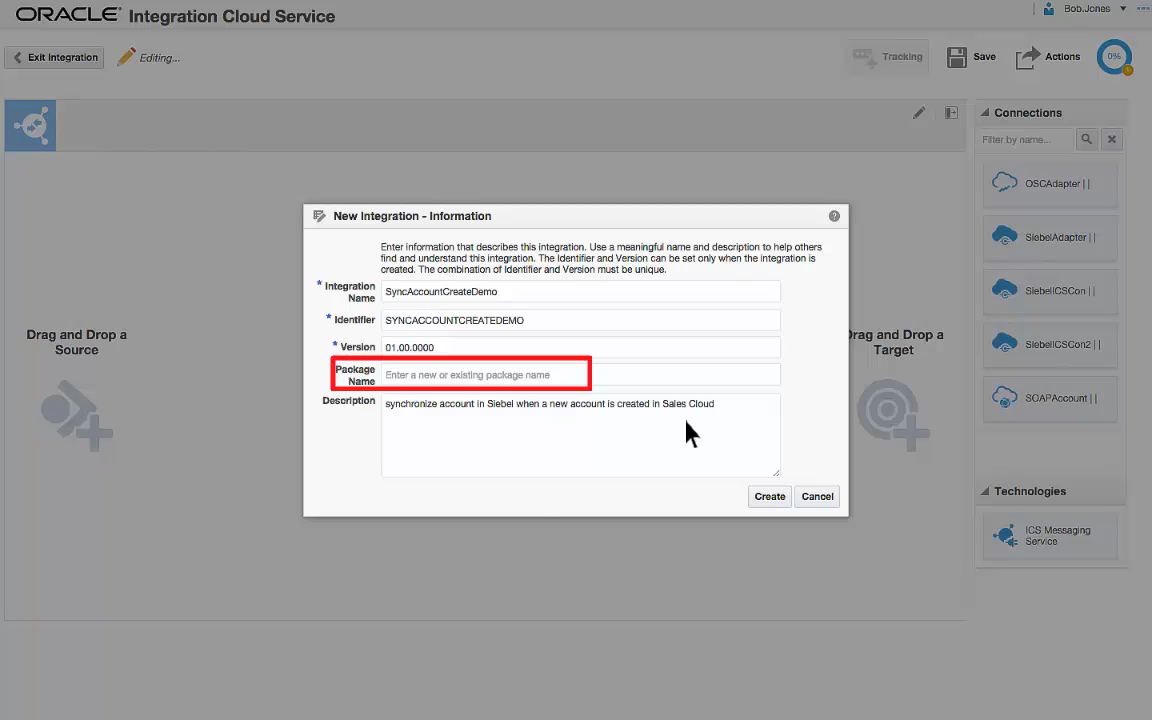 ORACLE® Integration Cloud Service
Bob.Jones
Exit Integration
Editing...
Tracking
Save
Actions
0%
Connections
Filter by name...
OSCAdapter | |
SiebelAdapter | |
SiebelICSCon | |
SiebelICSCon2 | |
SOAPAccount | |
Technologies
ICS Messaging
Service
Drag and Drop a
Source
Drag and Drop a
Target
New Integration - Information
?
Enter information that describes this integration. Use a meaningful name and description to help others
find and understand this integration. The Identifier and Version can be set only when the integration is
created. The combination of Identifier and Version must be unique.
* Integration
Name
SyncAccountCreateDemo
* Identifier
SYNCACCOUNTCREATEDEMO
* Version
01.00.0000
Package
Name
Enter a new or existing package name
Description
synchronize account in Siebel when a new account is created in Sales Cloud
Create
Cancel